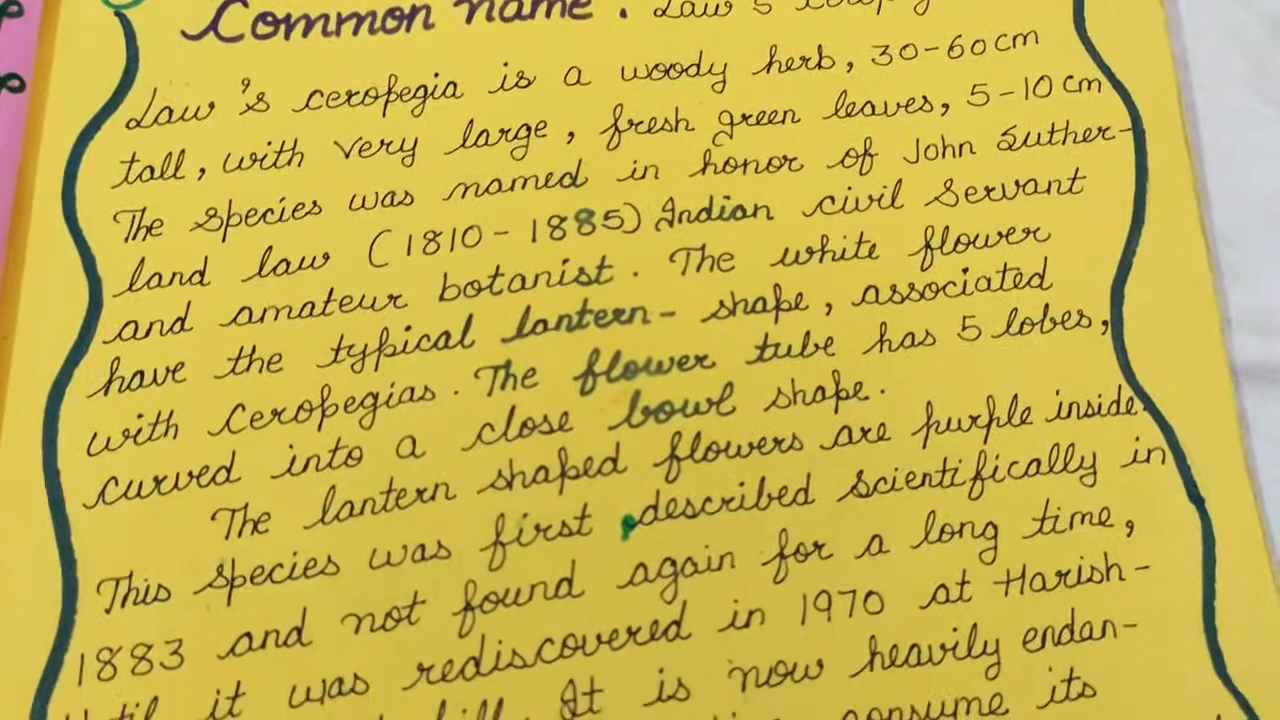 Common name : Law's
Law's ceropegia is a woody herb, 30-60cm
tall, with very large, fresh green leaves, 5-10cm
The species was named in honor of John Suther-
land law (1810-1885) Indian civil servant
and amateur botanist. The white flower
have the typical lantern- shape, associated
with ceropegias. The flower tube has 5 lobes,
curved into a close bowl shape.
The lantern shaped flowers are purple inside.
This species was first described scientifically in
1883 and not found again for a long time,
Until it was rediscovered in 1970 at Harish-
hill. It is now heavily endan-
consume its